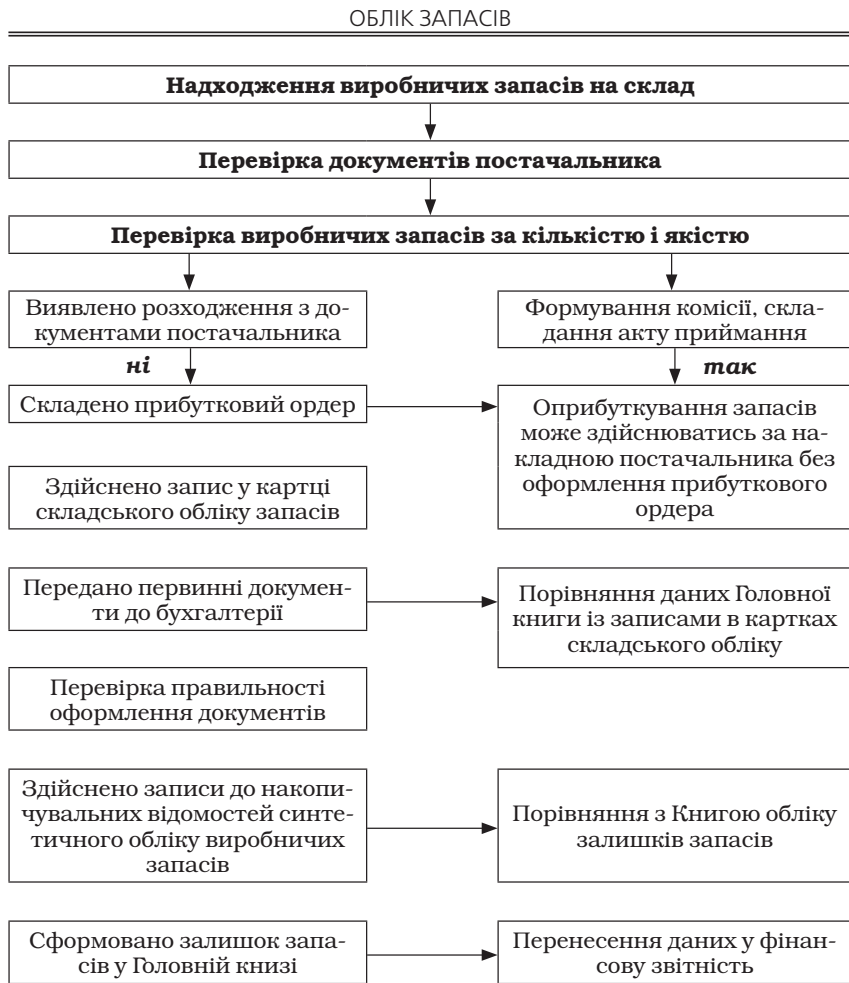 ОБЛІК ЗАПАСІВ
Надходження виробничих запасів на склад
Перевірка документів постачальника
Перевірка виробничих запасів за кількістю і якістю
Виявлено розходження з до-
кументами постачальника
Формування комісії, скла-
дання акту приймання
ні
так
Складено прибутковий ордер
Оприбуткування запасів
може здійснюватись за на-
кладною постачальника без
оформлення прибуткового
ордера
Здійснено запис у картці
складського обліку запасів
Передано первинні докумен-
ти до бухгалтерії
Порівняння даних Головної
книги із записами в картках
складського обліку
Перевірка правильності
оформлення документів
Здійснено записи до накопи-
чувальних відомостей синте-
тичного обліку виробничих
запасів
Порівняння з Книгою обліку
залишків запасів
Сформовано залишок запа-
сів у Головній книзі
Перенесення даних у фінан-
сову звітність